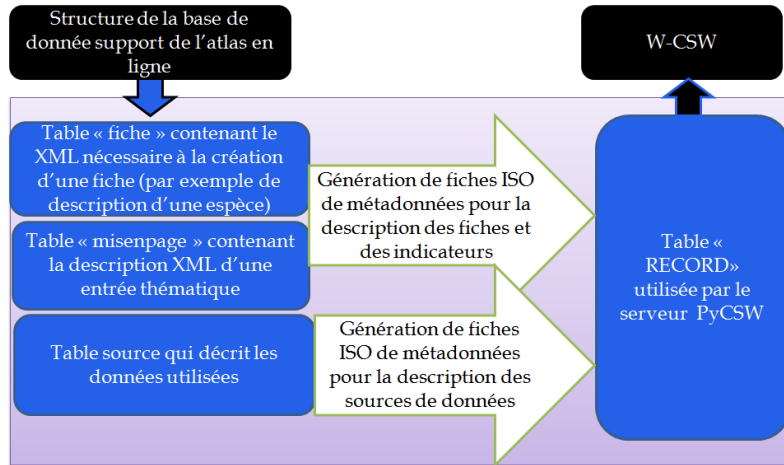 Structure de la base de
donnée support de l'atlas en
ligne
W-CSW
Table « fiche » contenant le
XML nécessaire à la création
d'une fiche (par exemple de
description d'une espèce)
Table « misenpage » contenant
la description XML d'une
entrée thématique
Table source qui décrit les
données utilisées
Génération de fiches ISO
de métadonnées pour la
description des fiches et
des indicateurs
Génération de fiches
ISO de métadonnées
pour la description des
sources de données
Table «
RECORD»
utilisée par le
serveur PyCSW